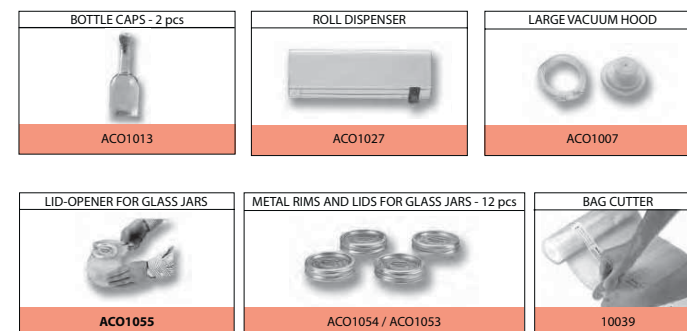 BOTTLE CAPS - 2 pcs
ROLL DISPENSER
LARGE VACUUM HOOD
ACO1013
ACO1027
ACO1007
LID-OPENER FOR GLASS JARS
METAL RIMS AND LIDS FOR GLASS JARS - 12 pcs
BAG CUTTER
ACO1055
ACO1054 / ACO1053
10039